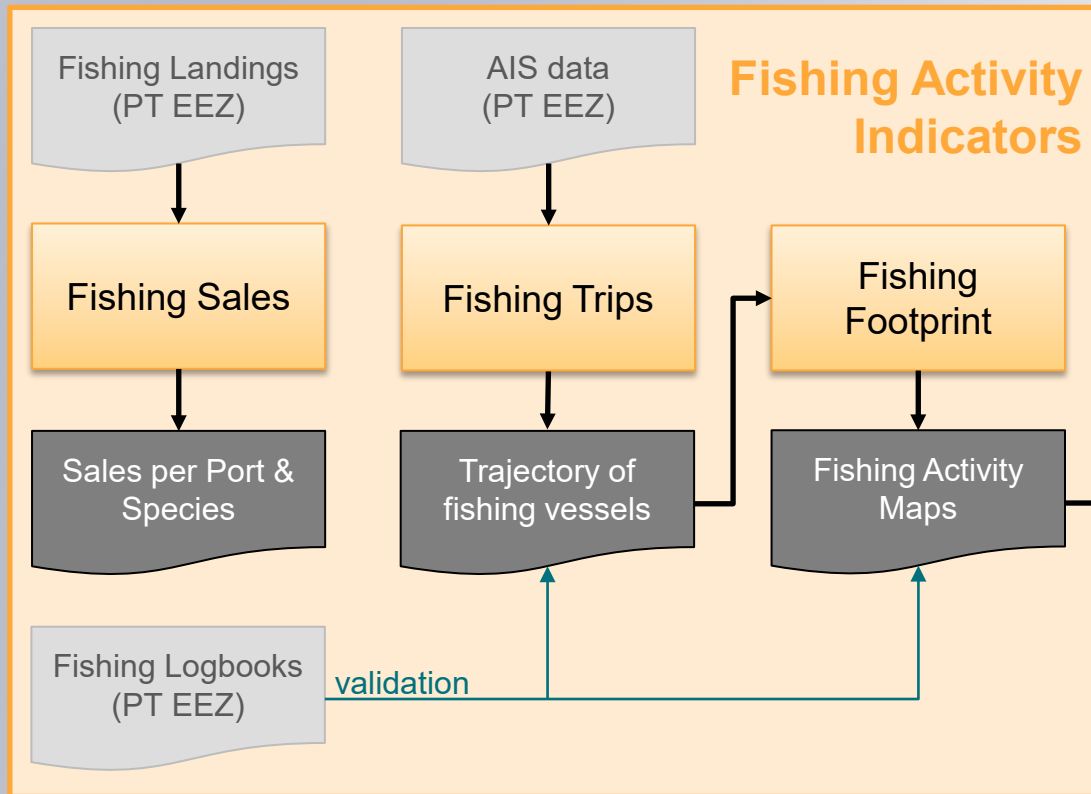 Fishing Landings
(PT EEZ)
AIS data
(PT EEZ)
Fishing Activity
Indicators
Fishing Sales
Fishing Trips
Fishing
Footprint
Sales per Port &
Species
Trajectory of
fishing vessels
Fishing Activity
Maps
Fishing Logbooks
(PT EEZ)
validation